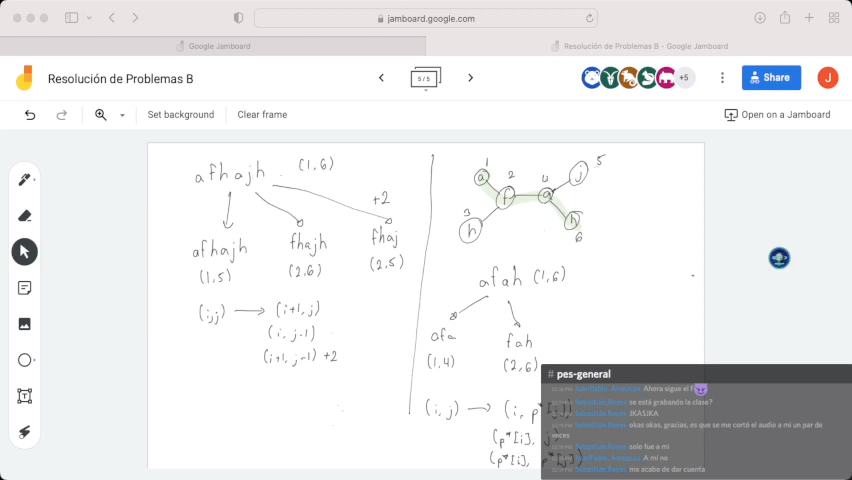 jamboard.google.com
Google Jamboard
Resolución de Problemas B - Google Jamboard
Resolución de Problemas B
5 / 5
+5
Share
J
Set background
Clear frame
Open on a Jamboard
afhajh (1,6)
+2
afhajh
(1,5)
fhajh
(2,6)
fhaj
(2,5)
(i,j) → (i+1, j)
(i, j-1)
(i+1, j-1) +2
1
a
2
f
3
h
4
a
j
5
h
6
afah (1,6)
afa
(1,4)
fah
(2,6)
(i, j) → (i, p*[j])
(p*[i], j)
(p*[i], p*[j])
# pes-general
Ahora sigue el f
se está grabando la clase?
JKASJKA
okas okas, gracias, es que se me cortó el audio a mi un par de
veces
solo fue a mi
A mi no
me acabo de dar cuenta